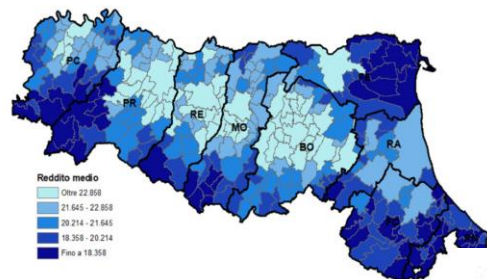 PC
PR
RE
MO
BO
RA
Reddito medio
Oltre 22.858
21.645 - 22.858
20.214 - 21.645
18.358 - 20.214
Fino a 18.358